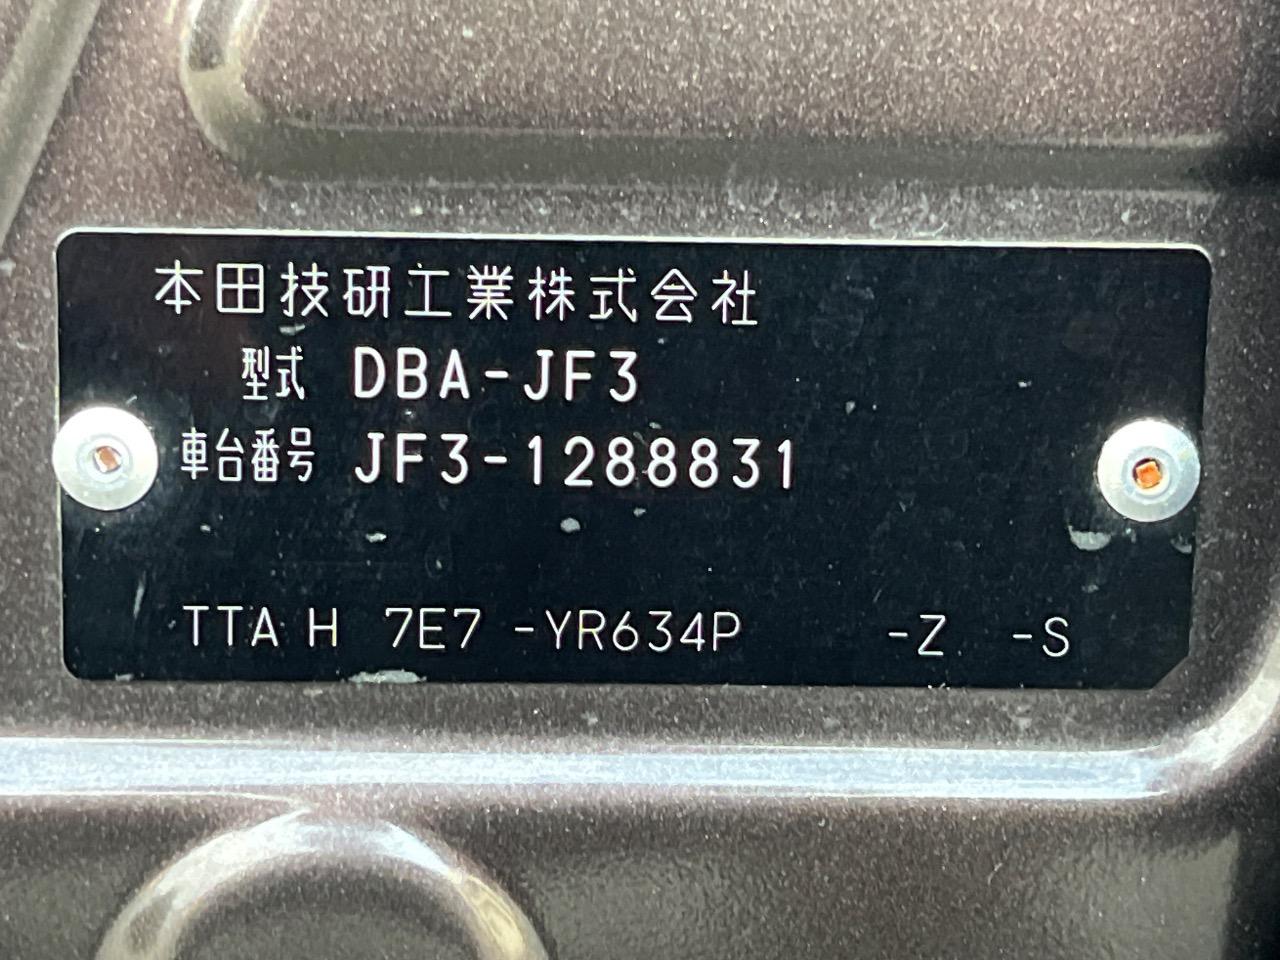 本田技研工業株式会社
型式 DBA-JF3
車台番号 JF3-1288831
TTA H 7E7 -YR634P -Z -S